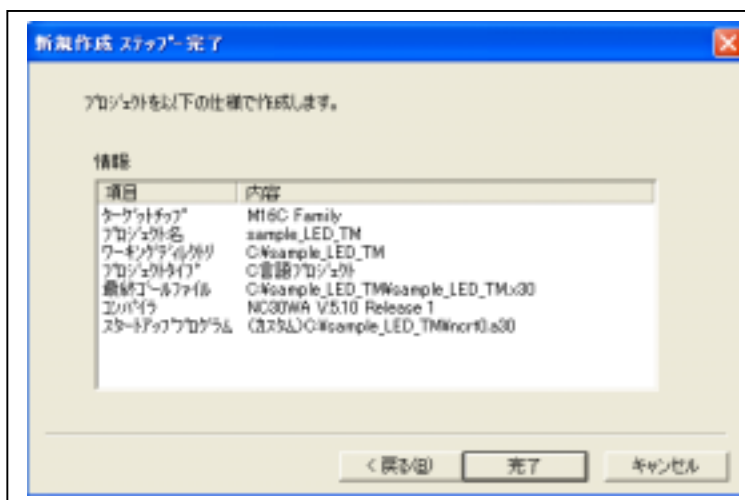 新規作成 ステップ-完了
ﾌﾟﾛｼﾞｪｸﾄを以下の仕様で作成します。
情報
項目 内容
ﾀｰｹﾞｯﾄﾁｯﾌﾟ M16C Family
ﾌﾟﾛｼﾞｪｸﾄ名 sample_LED_TM
ﾜｰｷﾝｸﾞﾃﾞｨﾚｸﾄﾘ C:¥sample_LED_TM
ﾌﾟﾛｼﾞｪｸﾄﾀｲﾌﾟ C言語ﾌﾟﾛｼﾞｪｸﾄ
最終ｺﾞｰﾙﾌｧｲﾙ C:¥sample_LED_TM¥sample_LED_TM.x30
ｺﾝﾊﾟｲﾗ NC30WA V.5.10 Release 1
ｽﾀｰﾄｱｯﾌﾟﾌﾟﾛｸﾞﾗﾑ (ｶｽﾀﾑ)C:¥sample_LED_TM¥ncrt0.a30
< 戻る(B) 完了 キャンセル